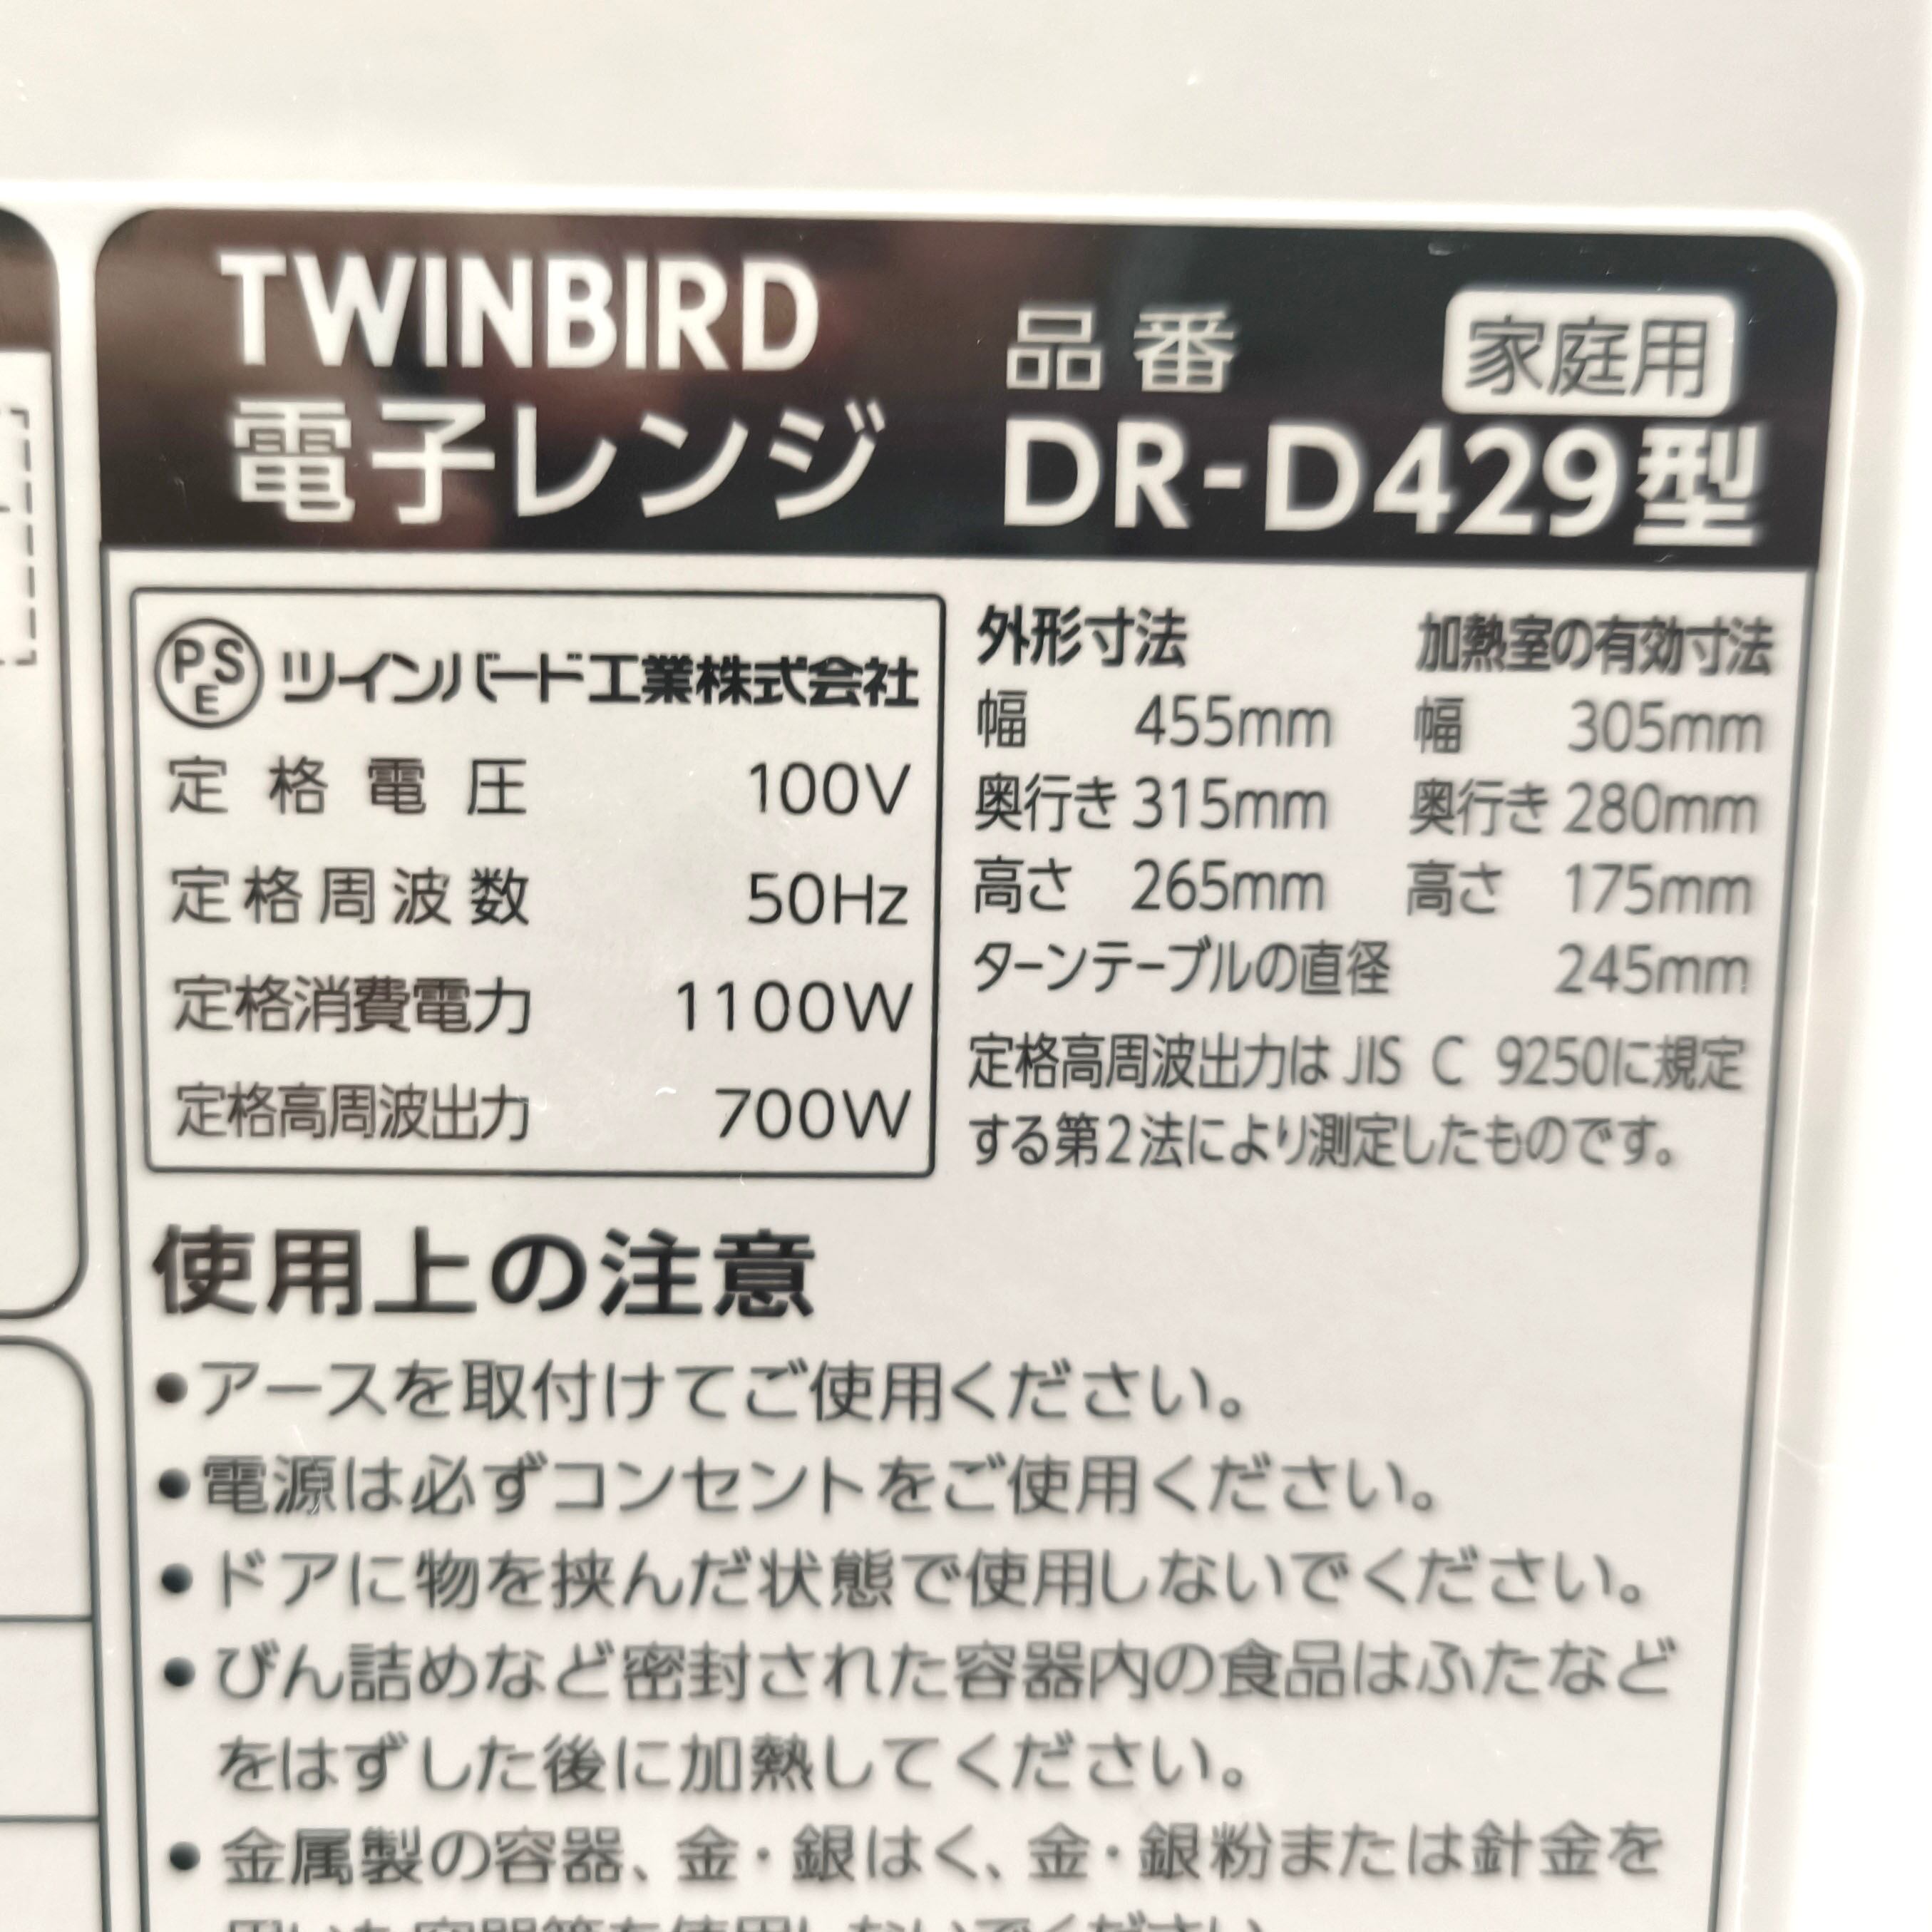 TWINBIRD
電子レンジ
品番
家庭用
DR-D429型
PSE ツインバード工業株式会社
定格電圧 100V
定格周波数 50Hz
定格消費電力 1100W
定格高周波出力 700W
外形寸法
幅 455mm
奥行き 315mm
高さ 265mm
加熱室の有効寸法
幅 305mm
奥行き 280mm
高さ 175mm
ターンテーブルの直径 245mm
定格高周波出力は JIS C 9250に規定
する第2法により測定したものです。
使用上の注意
●アースを取付けてご使用ください。
●電源は必ずコンセントをご使用ください。
●ドアに物を挟んだ状態で使用しないでください。
●びん詰めなど密封された容器内の食品はふたなど
をはずした後に加熱してください。
●金属製の容器、金・銀はく、金・銀粉または針金を